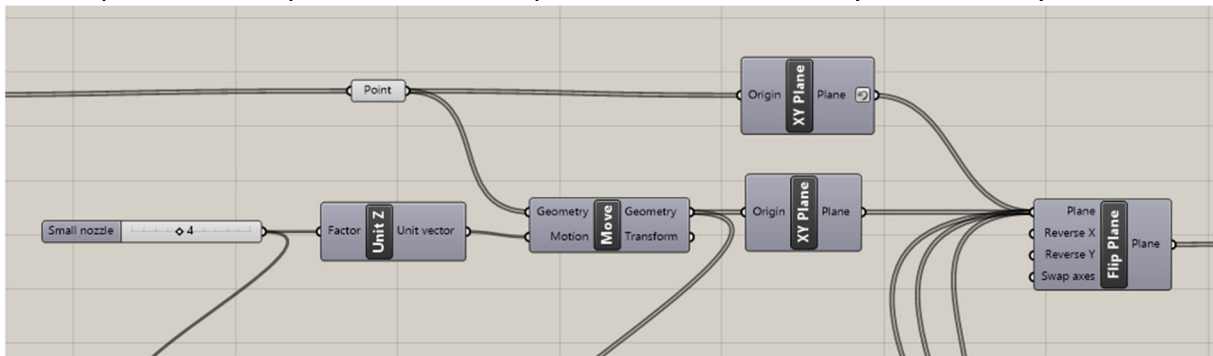 Point
Origin
XY Plane
Plane
Small nozzle
4
Factor
Unit Z
Unit vector
Geometry
Motion
Move
Geometry
Transform
Origin
XY Plane
Plane
Plane
Reverse X
Reverse Y
Swap axes
Flip Plane
Plane